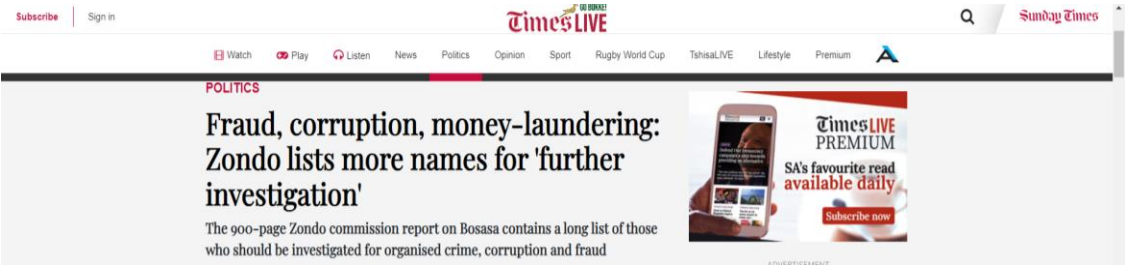 GO BOKKE!
Subscribe Sign in TimesLIVE Sunday Times
Watch Play Listen News Politics Opinion Sport Rugby World Cup TshisaLIVE Lifestyle Premium
POLITICS
Fraud, corruption, money-laundering:
Zondo lists more names for 'further
investigation'
The 900-page Zondo commission report on Bosasa contains a long list of those
who should be investigated for organised crime, corruption and fraud
TimesLIVE
PREMIUM
SA's favourite read
available daily
Subscribe now
ADVERTISEMENT